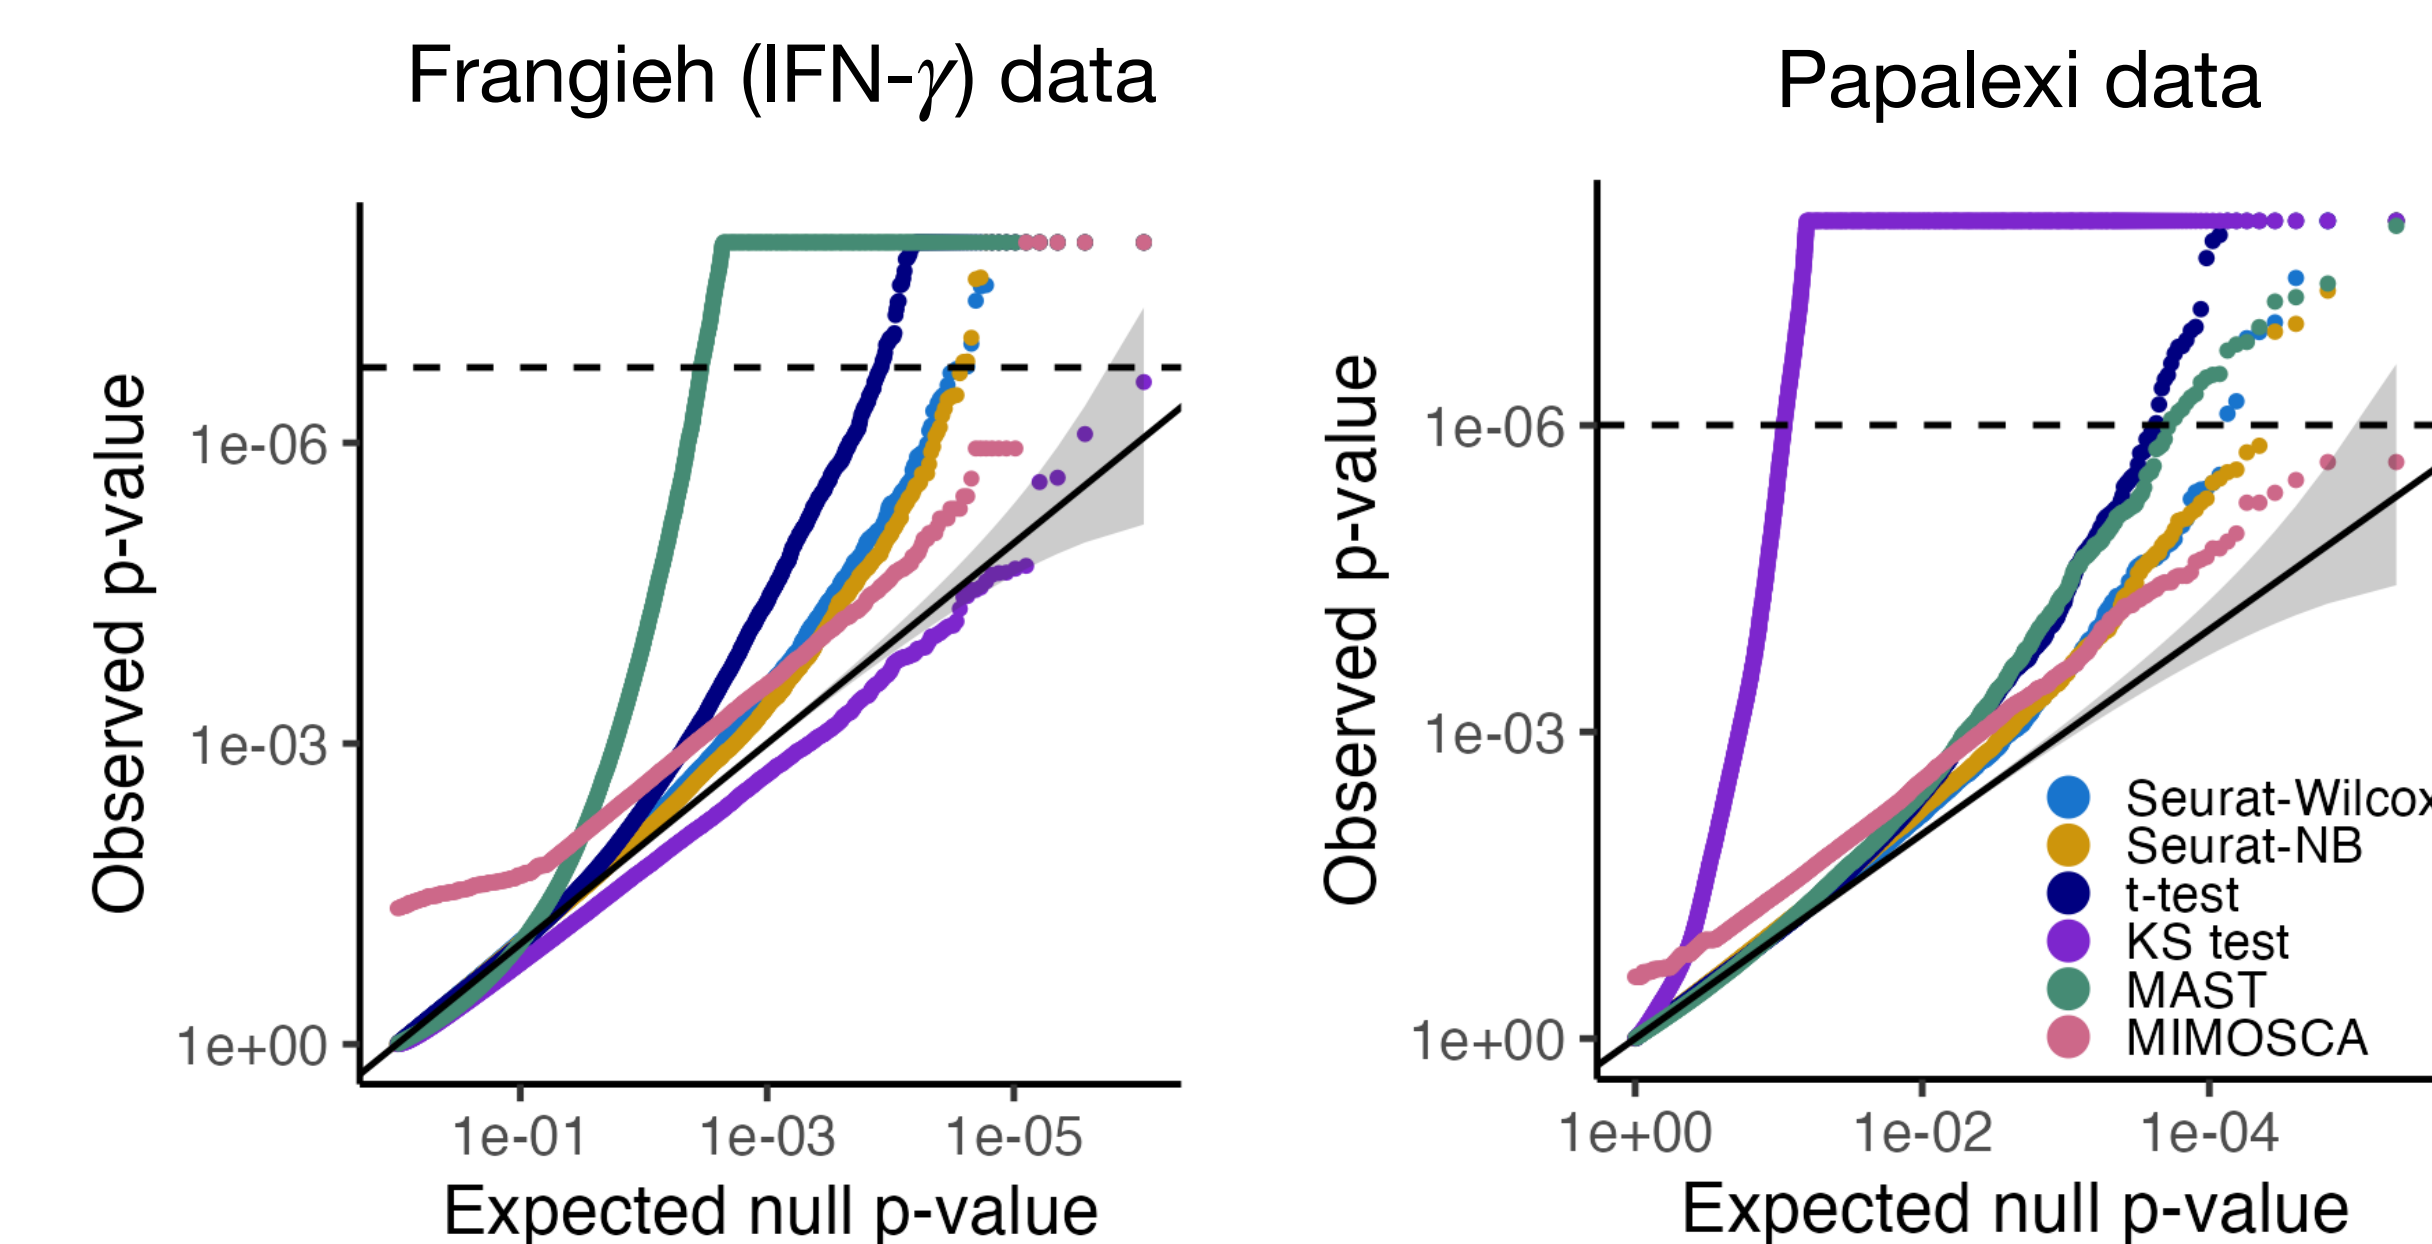 Frangieh (IFN-γ) data
Observed p-value
1e-06
1e-03
1e+00
1e-01
1e-03
1e-05
Expected null p-value
Papalexi data
Observed p-value
1e-06
1e-03
1e+00
1e+00
1e-02
1e-04
Expected null p-value
Seurat-Wilcox
Seurat-NB
t-test
KS test
MAST
MIMOSCA